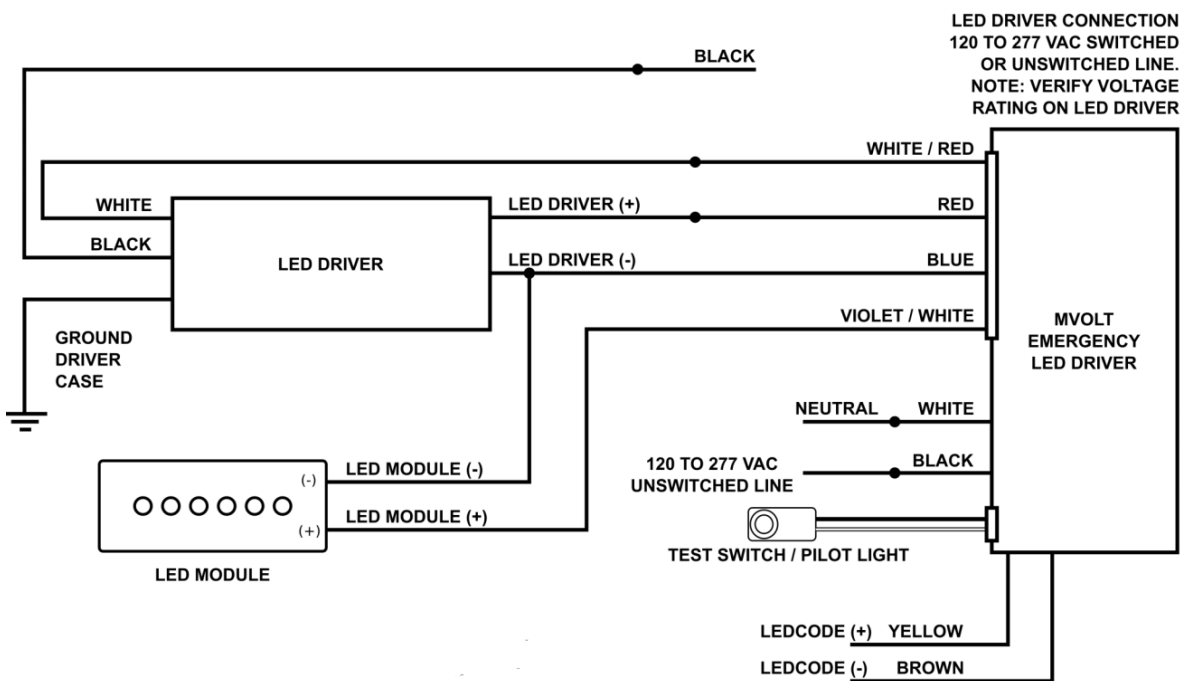 LED DRIVER CONNECTION
120 TO 277 VAC SWITCHED
OR UNSWITCHED LINE.
NOTE: VERIFY VOLTAGE
RATING ON LED DRIVER
BLACK
WHITE / RED
WHITE
LED DRIVER (+)
RED
BLACK
LED DRIVER
LED DRIVER (-)
BLUE
GROUND
DRIVER
CASE
VIOLET / WHITE
MVOLT
EMERGENCY
LED DRIVER
NEUTRAL
WHITE
120 TO 277 VAC
UNSWITCHED LINE
BLACK
(-)
LED MODULE (-)
(+)
LED MODULE (+)
LED MODULE
TEST SWITCH / PILOT LIGHT
LEDCODE (+) YELLOW
LEDCODE (-) BROWN